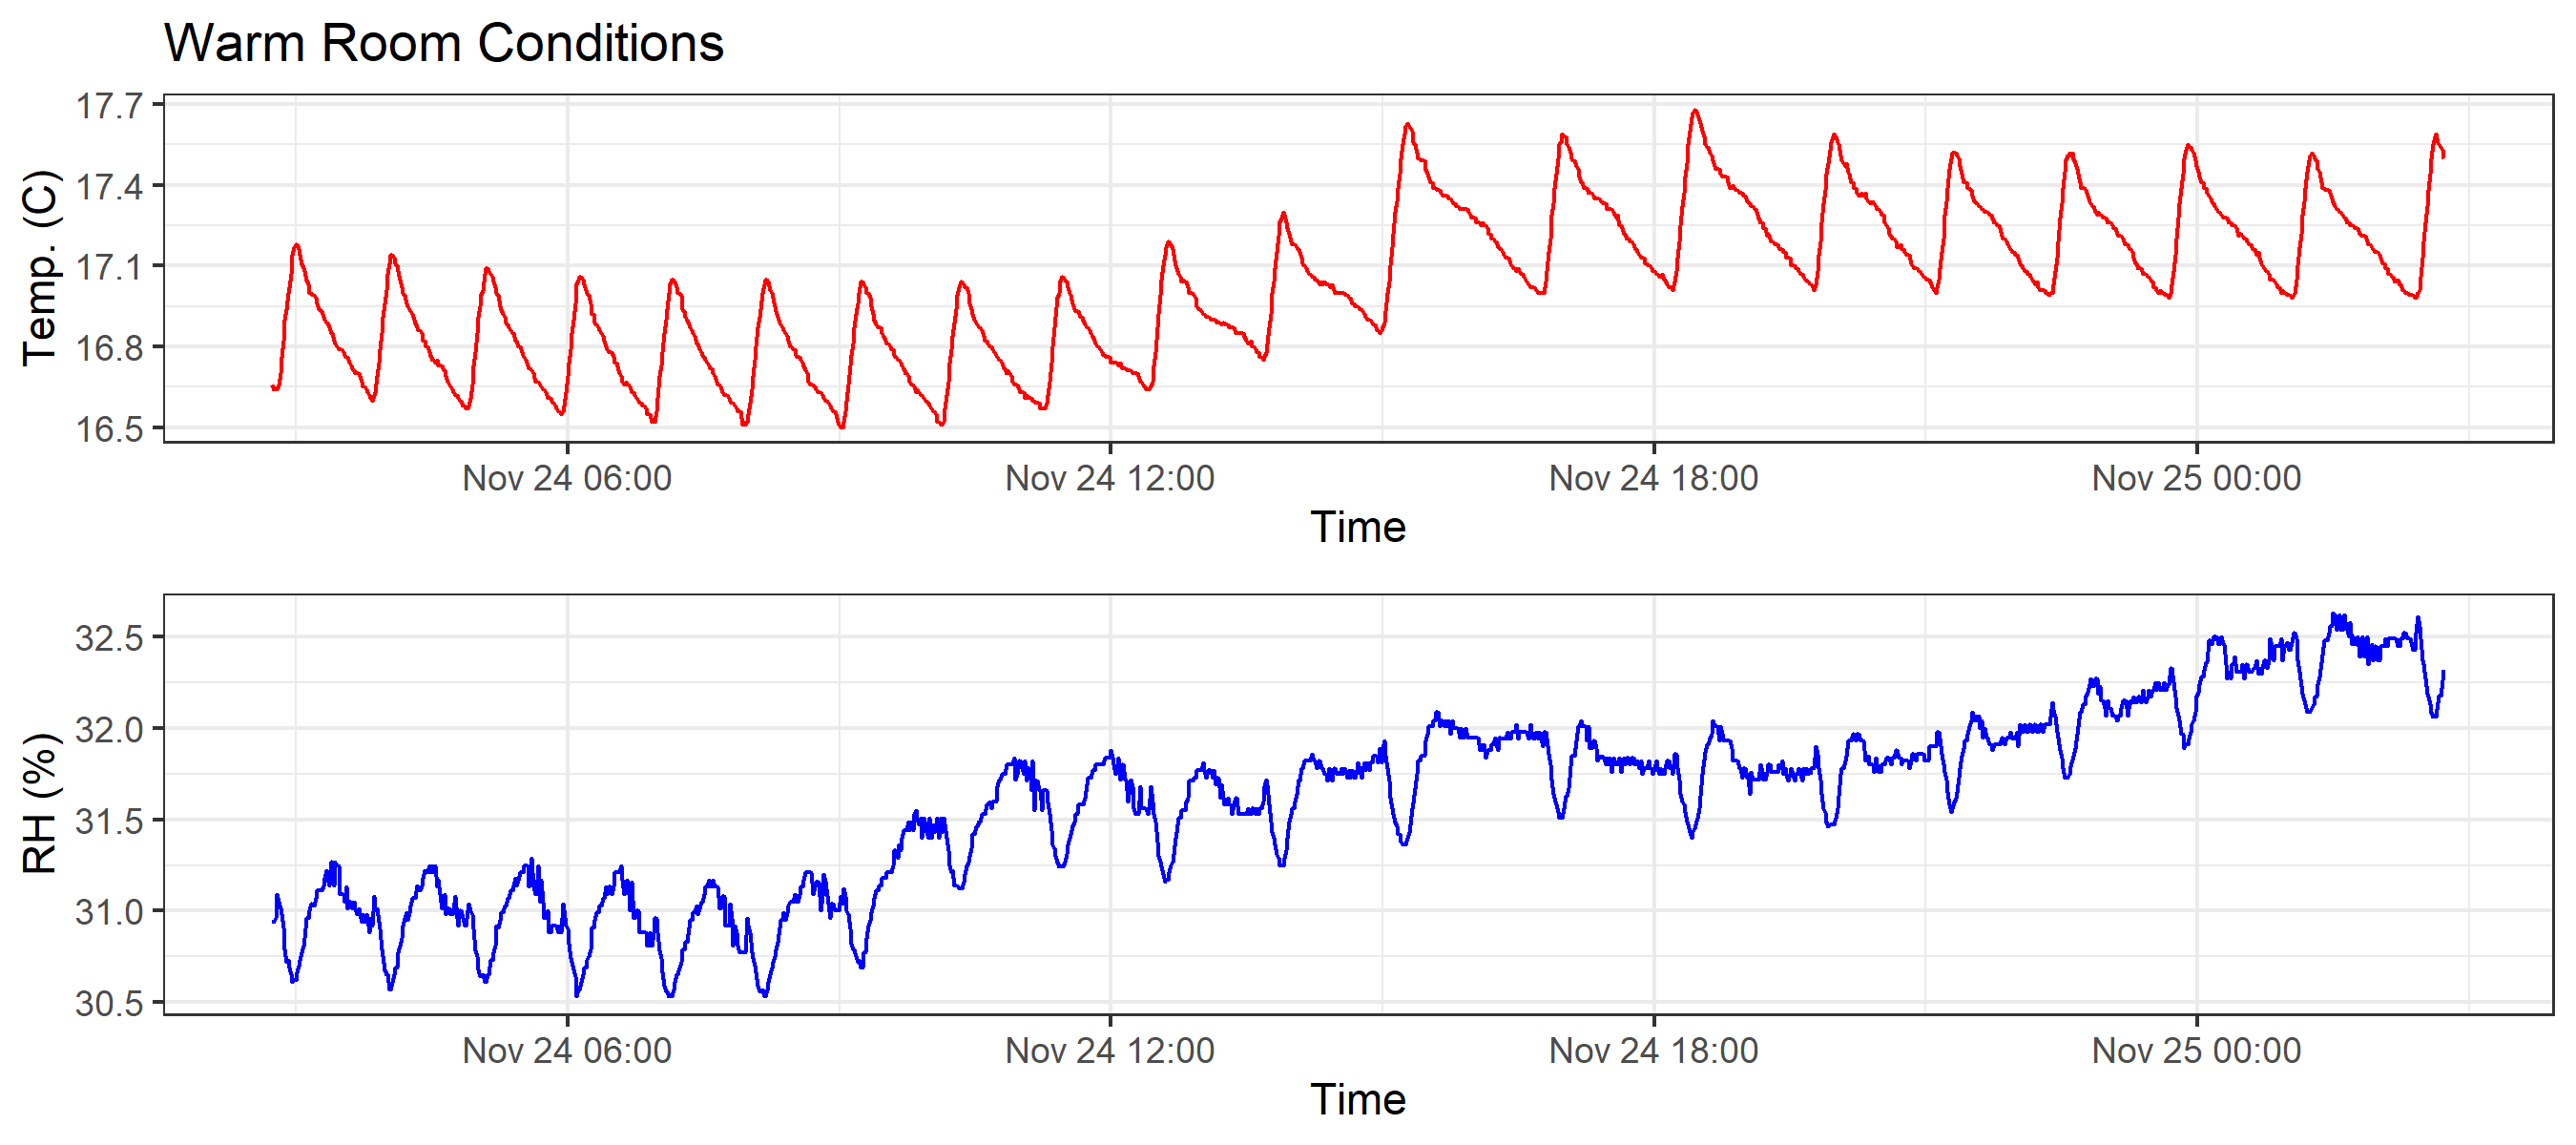 Warm Room Conditions
Temp. (C)
17.7
17.4
17.1
16.8
16.5
Nov 24 06:00 Nov 24 12:00 Nov 24 18:00 Nov 25 00:00
Time
RH (%)
32.5
32.0
31.5
31.0
30.5
Nov 24 06:00 Nov 24 12:00 Nov 24 18:00 Nov 25 00:00
Time